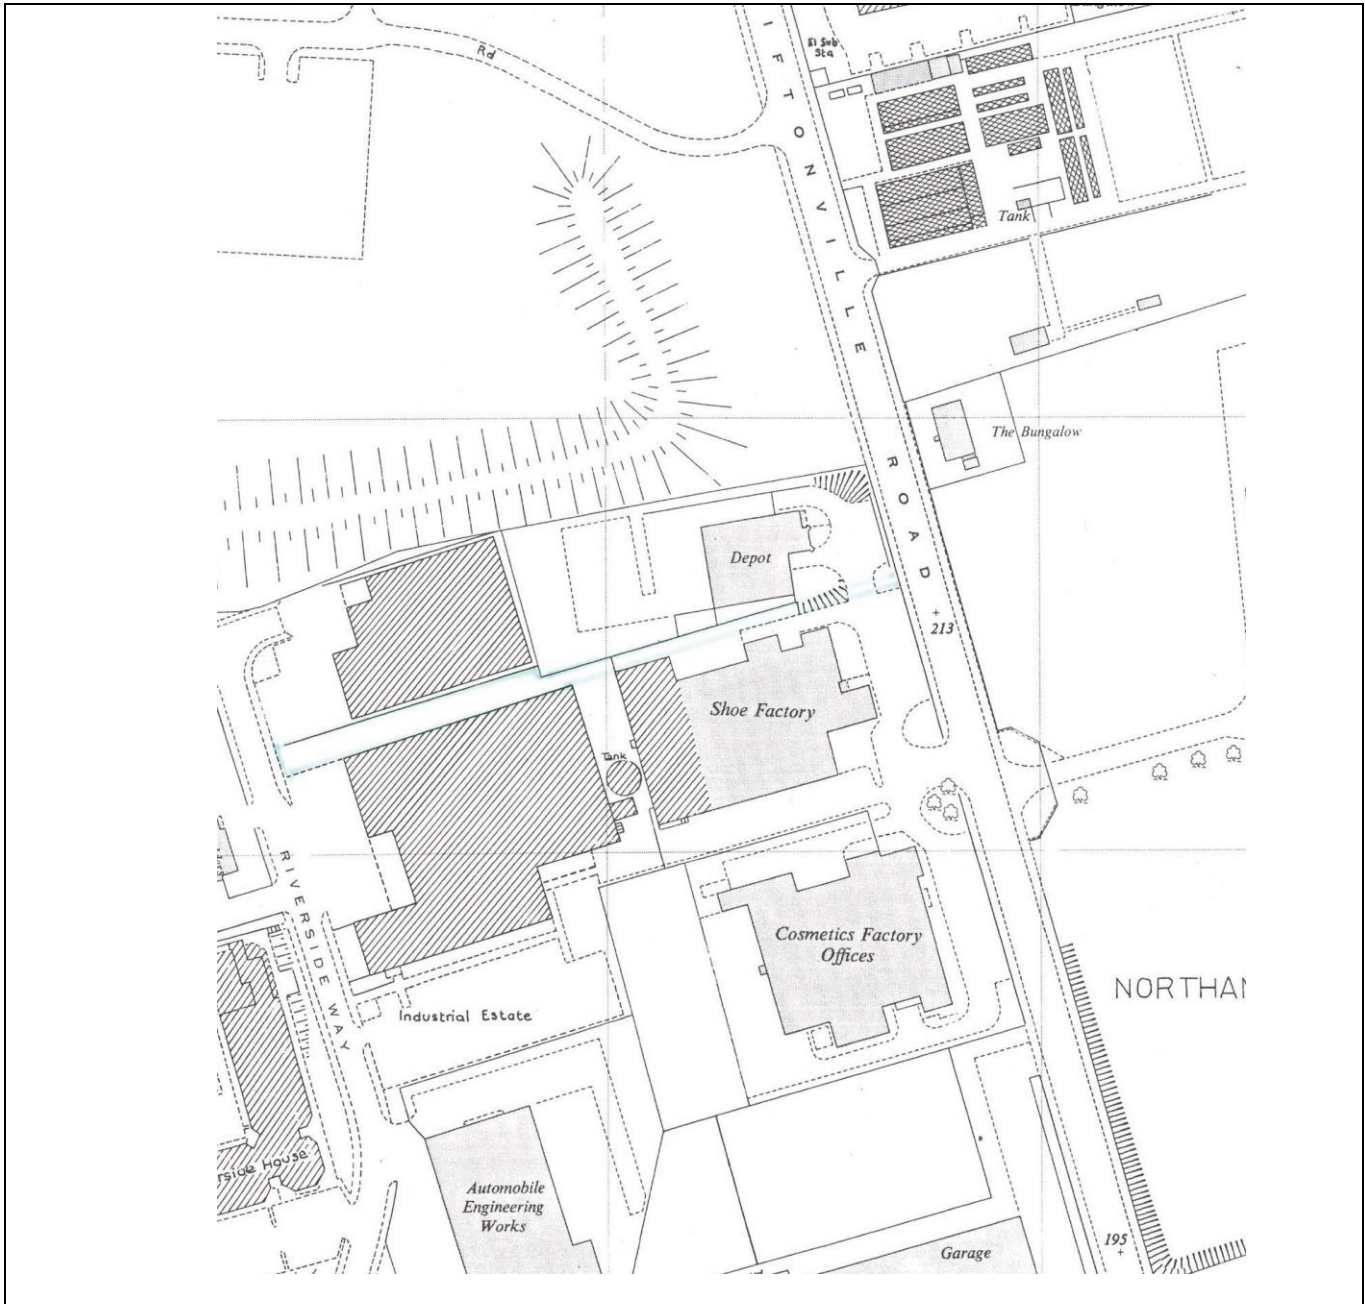 Rd
El Sub
Sta
IFTONVILLE ROAD
Tank
The Bungalow
Depot
213
Shoe Factory
Tank
RIVERSIDE WAY
Cosmetics Factory
Offices
NORTHA
Industrial Estate
rside House
Automobile
Engineering
Works
195
Garage